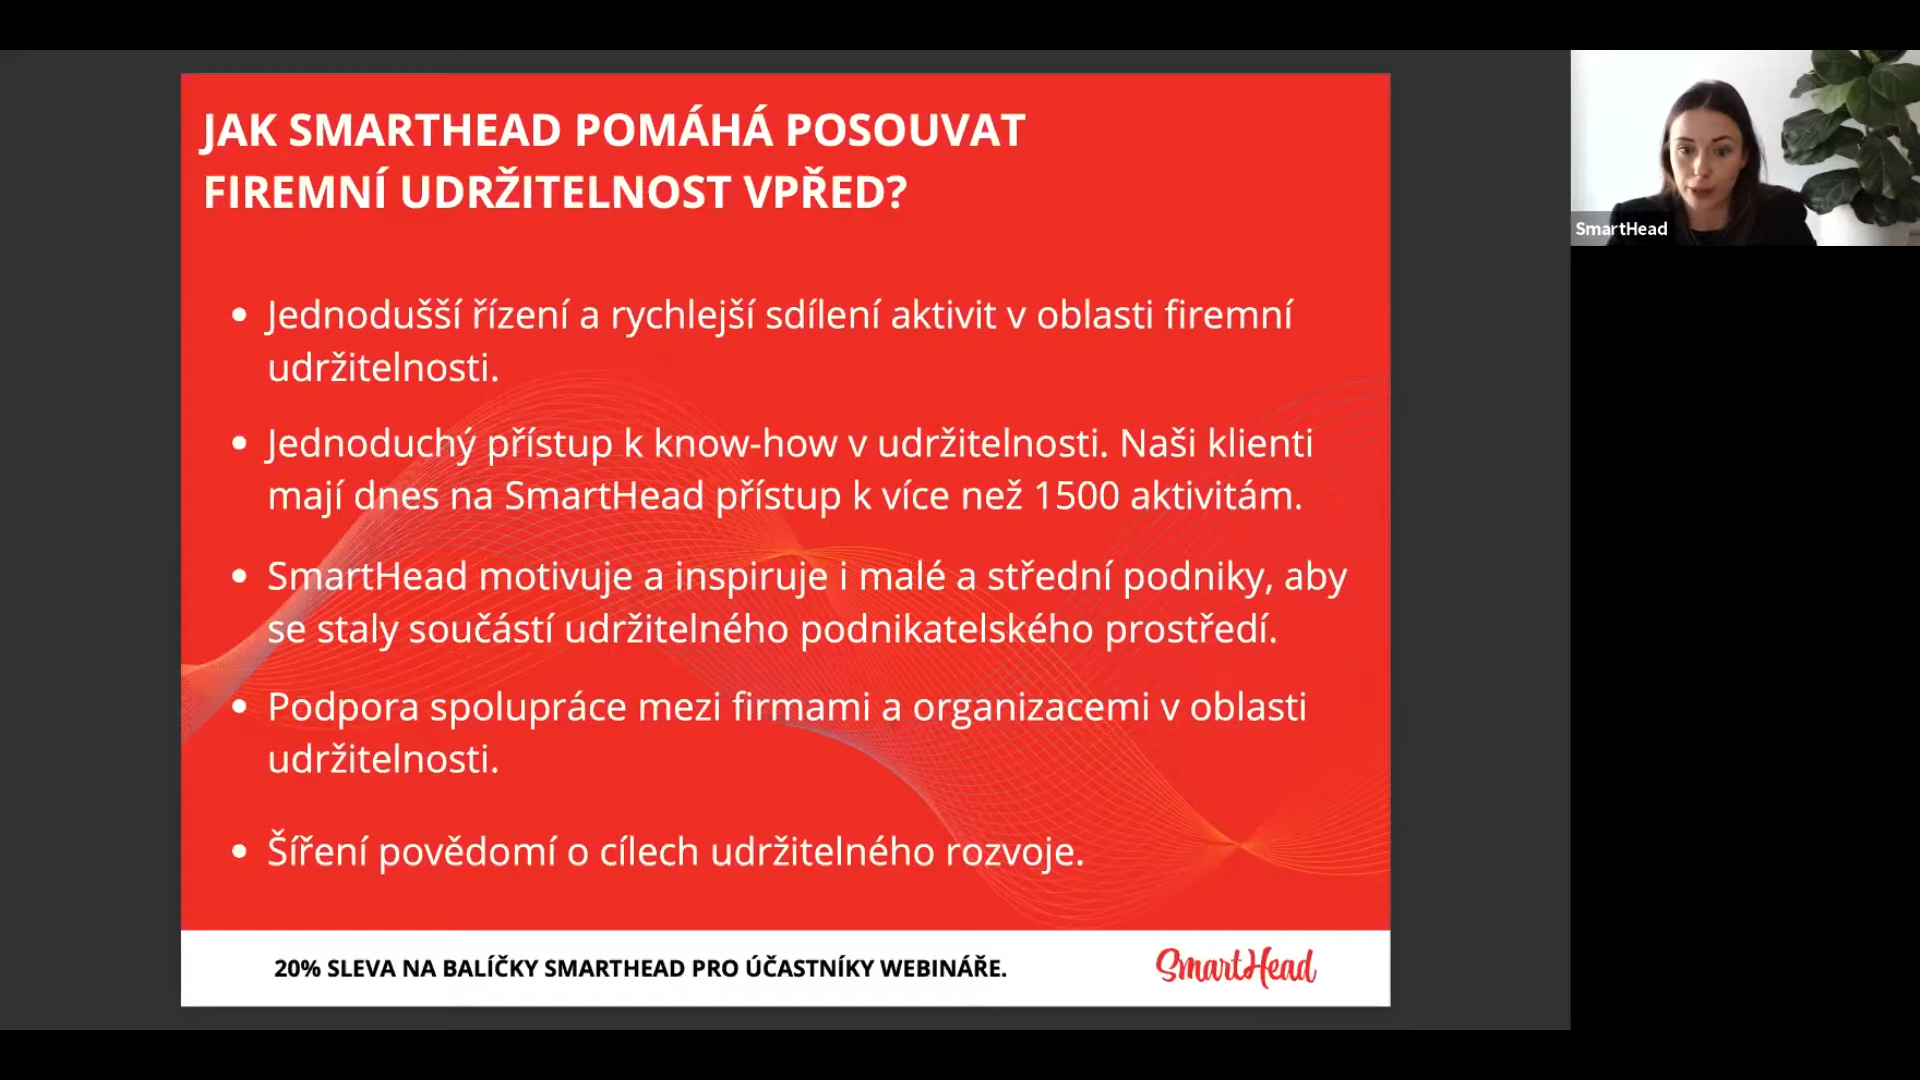 JAK SMARTHEAD POMÁHÁ POSOUVAT
FIREMNÍ UDRŽITELNOST VPŘED?
• Jednodušší řízení a rychlejší sdílení aktivit v oblasti firemní
udržitelnosti.
• Jednoduchý přístup k know-how v udržitelnosti. Naši klienti
mají dnes na SmartHead přístup k více než 1500 aktivitám.
• SmartHead motivuje a inspiruje i malé a střední podniky, aby
se staly součástí udržitelného podnikatelského prostředí.
• Podpora spolupráce mezi firmami a organizacemi v oblasti
udržitelnosti.
• Šíření povědomí o cílech udržitelného rozvoje.
20% SLEVA NA BALÍČKY SMARTHEAD PRO ÚČASTNÍKY WEBINÁŘE.
SmartHead
SmartHead